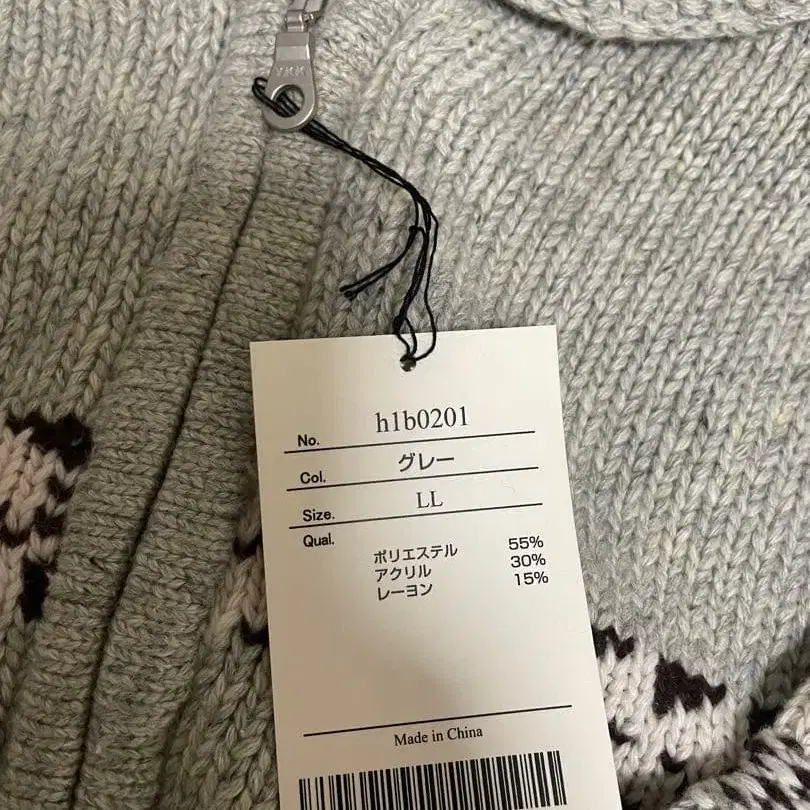 YKK
No. h1b0201
Col. グレー
Size. LL
Qual.
ポリエステル 55%
アクリル 30%
レーヨン 15%
Made in China